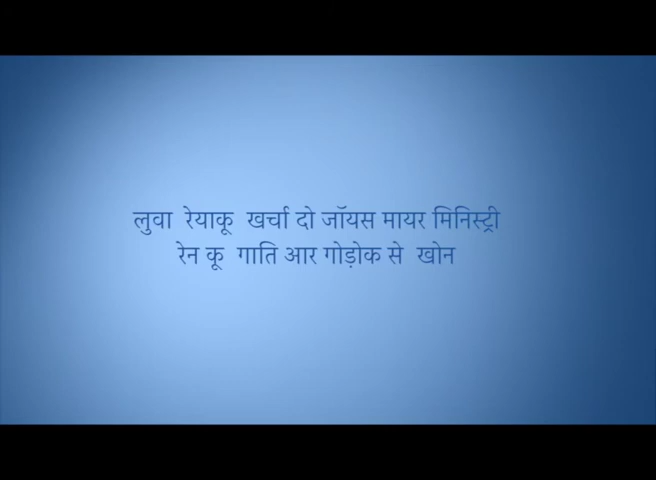 लुवा रेयाकू खर्चा दो जॉयस मायर मिनिस्ट्री
रेन कू गाति आर गोड़ोक से खोन